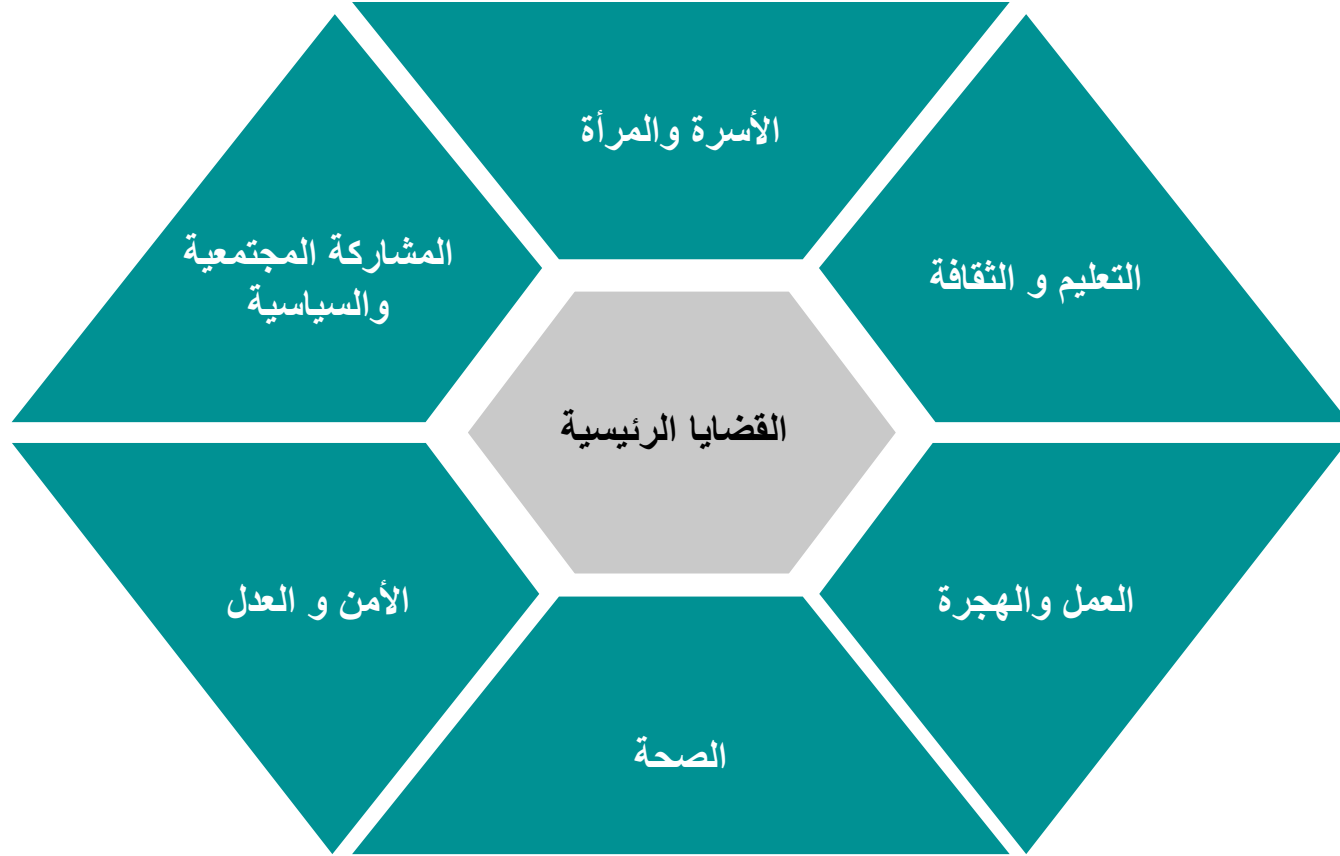 الأسرة والمرأة
التعليم و الثقافة
المشاركة المجتمعية
والسياسية
القضايا الرئيسية
العمل والهجرة
الأمن و العدل
الصحة